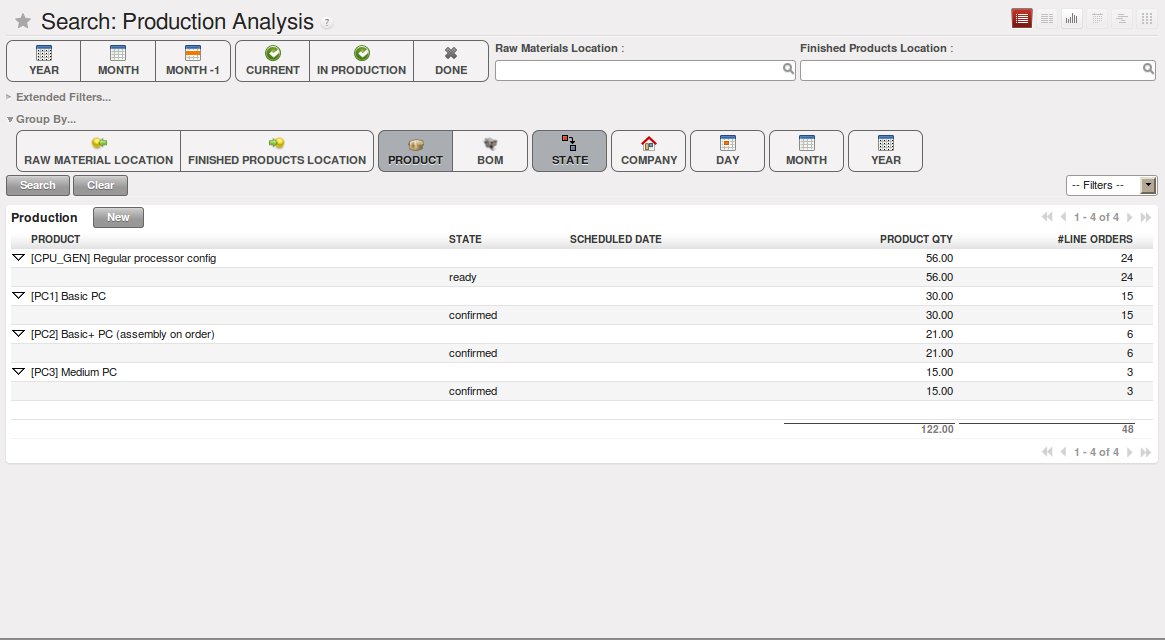 Search: Production Analysis ?
YEAR MONTH MONTH -1 CURRENT IN PRODUCTION DONE
Raw Materials Location :
Finished Products Location :
Extended Filters...
Group By...
RAW MATERIAL LOCATION FINISHED PRODUCTS LOCATION PRODUCT BOM STATE COMPANY DAY MONTH YEAR
Search Clear
-- Filters --
Production New
1 - 4 of 4
PRODUCT STATE SCHEDULED DATE PRODUCT QTY #LINE ORDERS
[CPU_GEN] Regular processor config 56.00 24
ready 56.00 24
[PC1] Basic PC 30.00 15
confirmed 30.00 15
[PC2] Basic+ PC (assembly on order) 21.00 6
confirmed 21.00 6
[PC3] Medium PC 15.00 3
confirmed 15.00 3
122.00 48
1 - 4 of 4